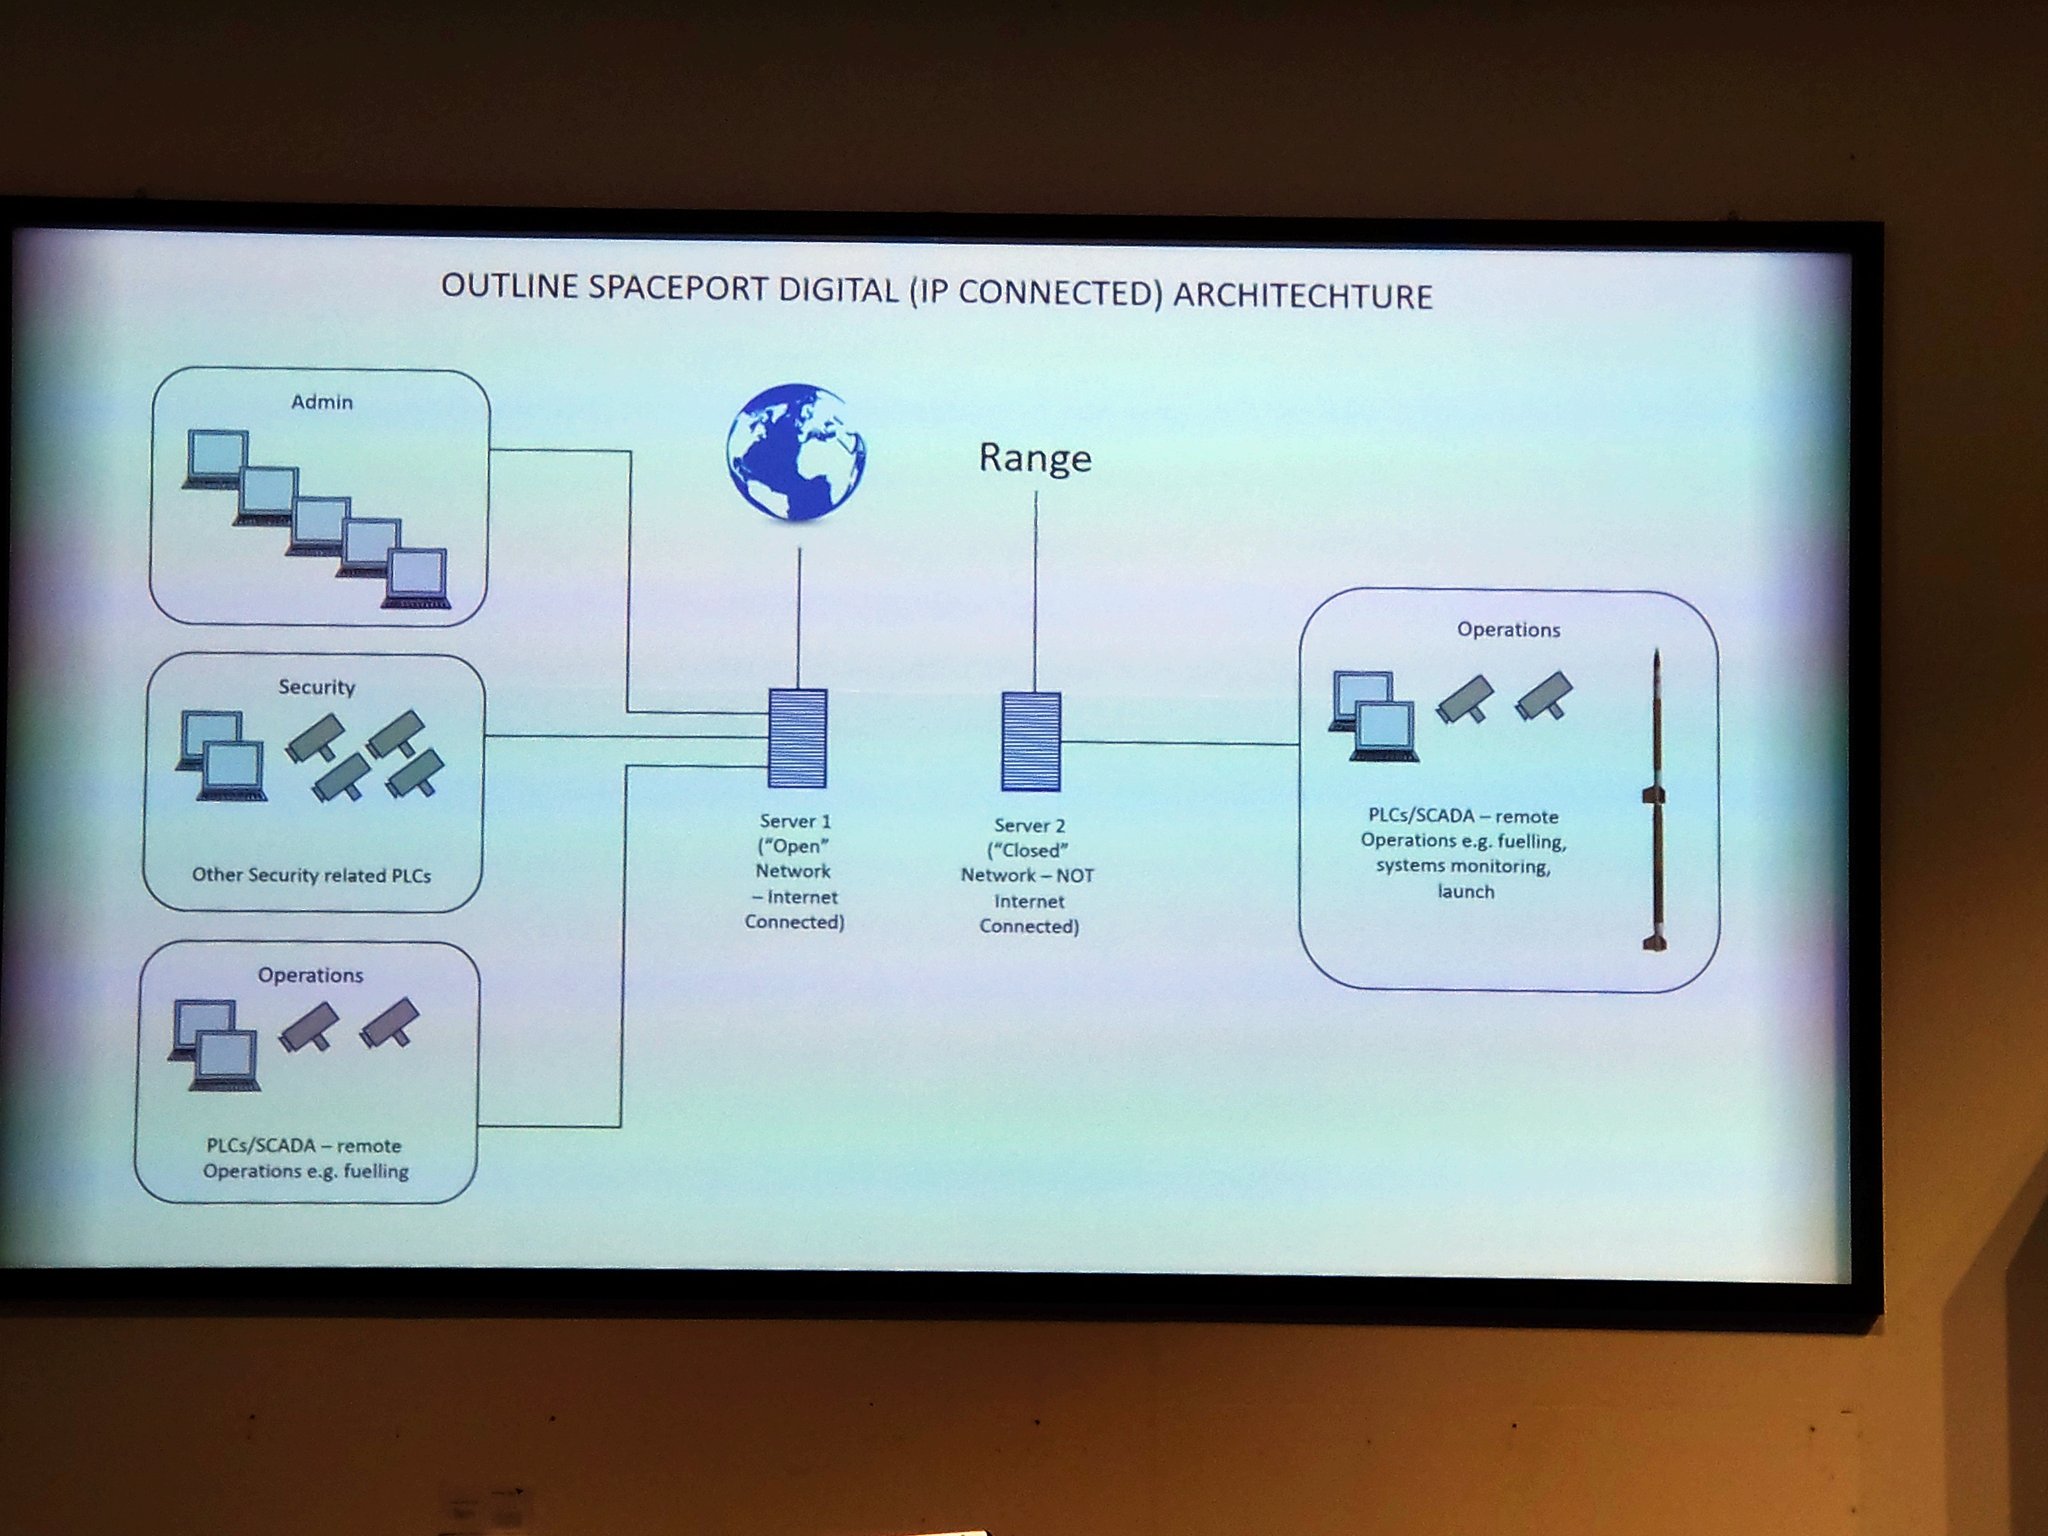 OUTLINE SPACEPORT DIGITAL (IP CONNECTED) ARCHITECHTURE
Admin
Range
Security
Other Security related PLCs
Operations
PLCs/SCADA – remote
Operations e.g. fuelling
Server 1
("Open"
Network
– Internet
Connected)
Server 2
("Closed"
Network – NOT
Internet
Connected)
Operations
PLCs/SCADA – remote
Operations e.g. fuelling,
systems monitoring,
launch